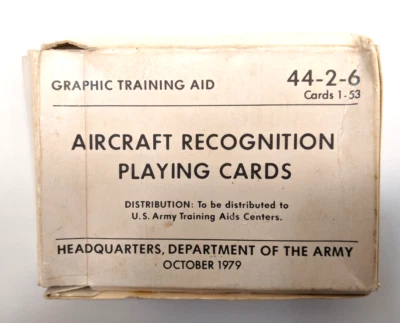 GRAPHIC TRAINING AID 44-2-6
Cards 1-53
AIRCRAFT RECOGNITION
PLAYING CARDS
DISTRIBUTION: To be distributed to
U.S. Army Training Aids Centers.
HEADQUARTERS, DEPARTMENT OF THE ARMY
OCTOBER 1979